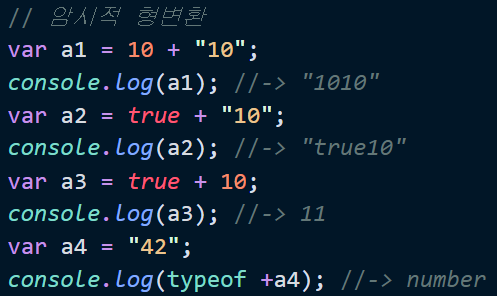 // 암시적 형변환
var a1 = 10 + "10";
console.log(a1); //-> "1010"
var a2 = true + "10";
console.log(a2); //-> "true10"
var a3 = true + 10;
console.log(a3); //-> 11
var a4 = "42";
console.log(typeof +a4); //-> number